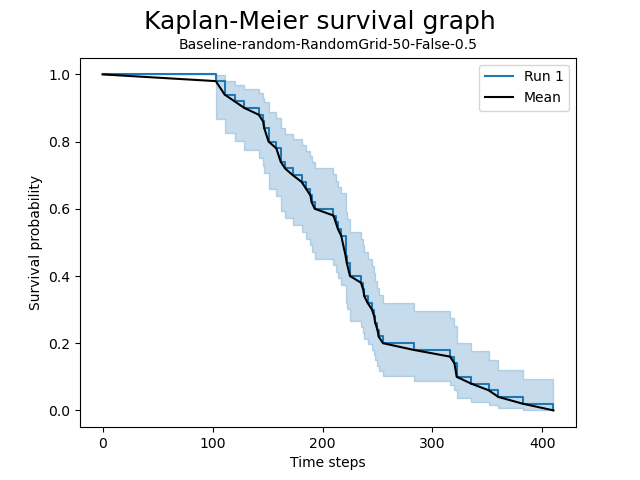 Kaplan-Meier survival graph
Baseline-random-RandomGrid-50-False-0.5
Run 1
Mean
Survival probability
1.0
0.8
0.6
0.4
0.2
0.0
0 100 200 300 400
Time steps